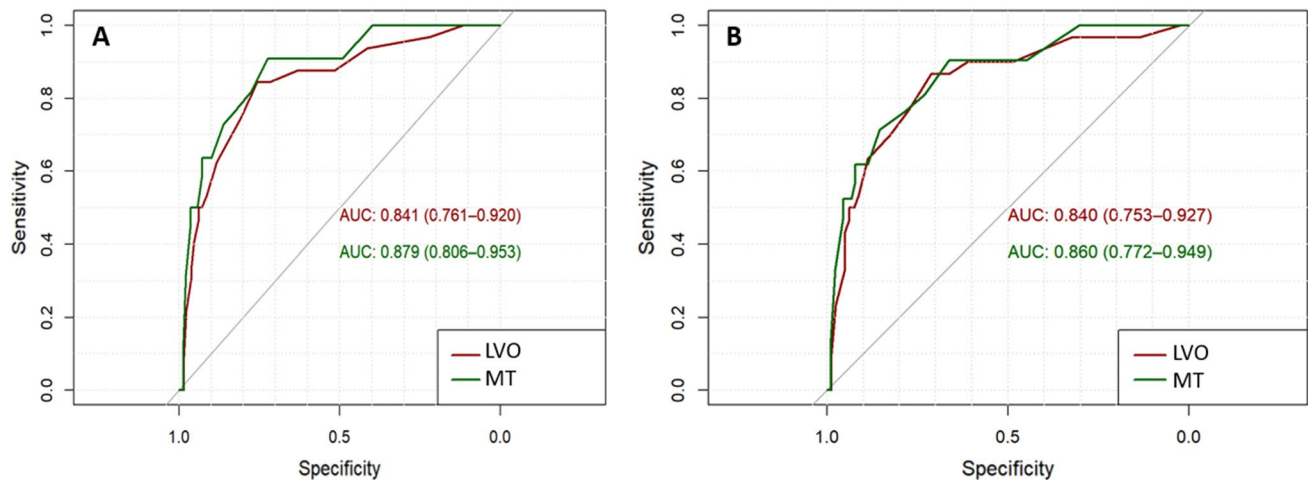 A
1.0
0.8
0.6
0.4
0.2
0.0
Sensitivity
AUC: 0.841 (0.761–0.920)
AUC: 0.879 (0.806–0.953)
LVO
MT
1.0
0.5
0.0
Specificity
B
1.0
0.8
0.6
0.4
0.2
0.0
Sensitivity
AUC: 0.840 (0.753–0.927)
AUC: 0.860 (0.772–0.949)
LVO
MT
1.0
0.5
0.0
Specificity